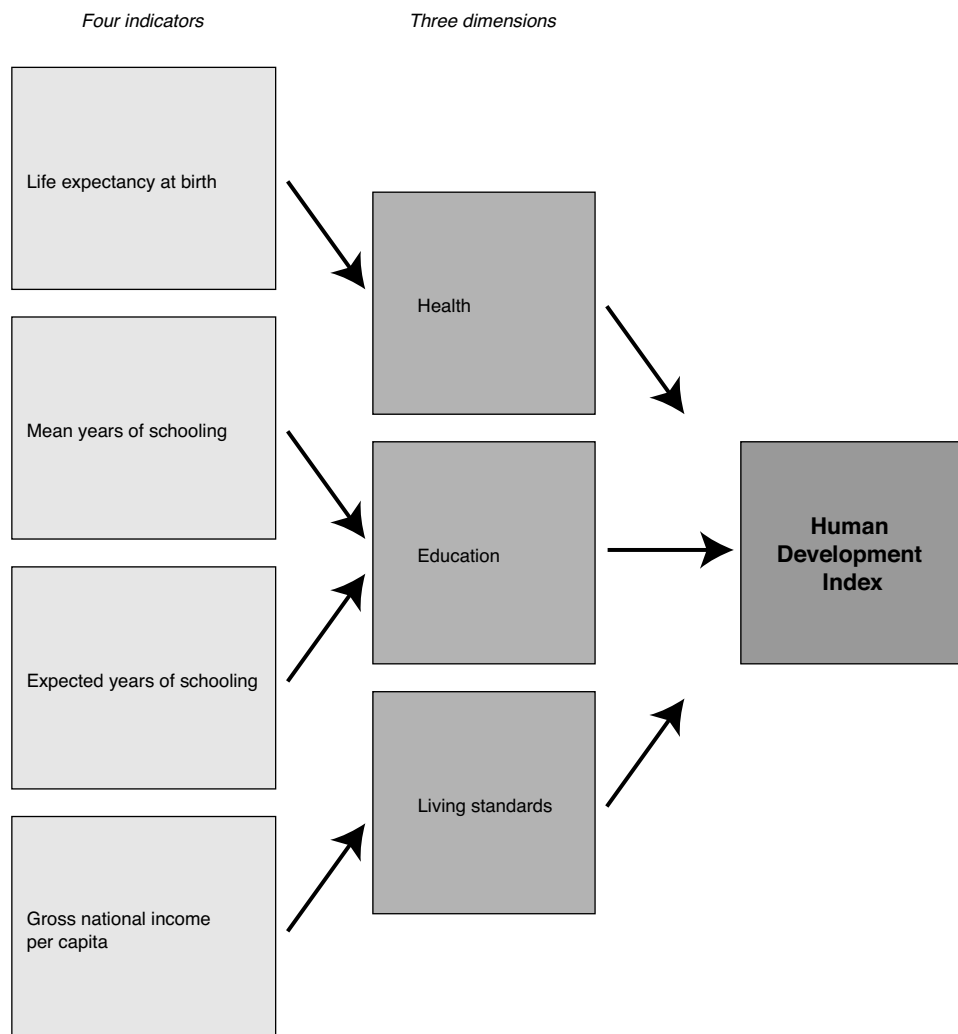 Four indicators
Three dimensions
Life expectancy at birth
Health
Mean years of schooling
Education
Human
Development
Index
Expected years of schooling
Living standards
Gross national income
per capita